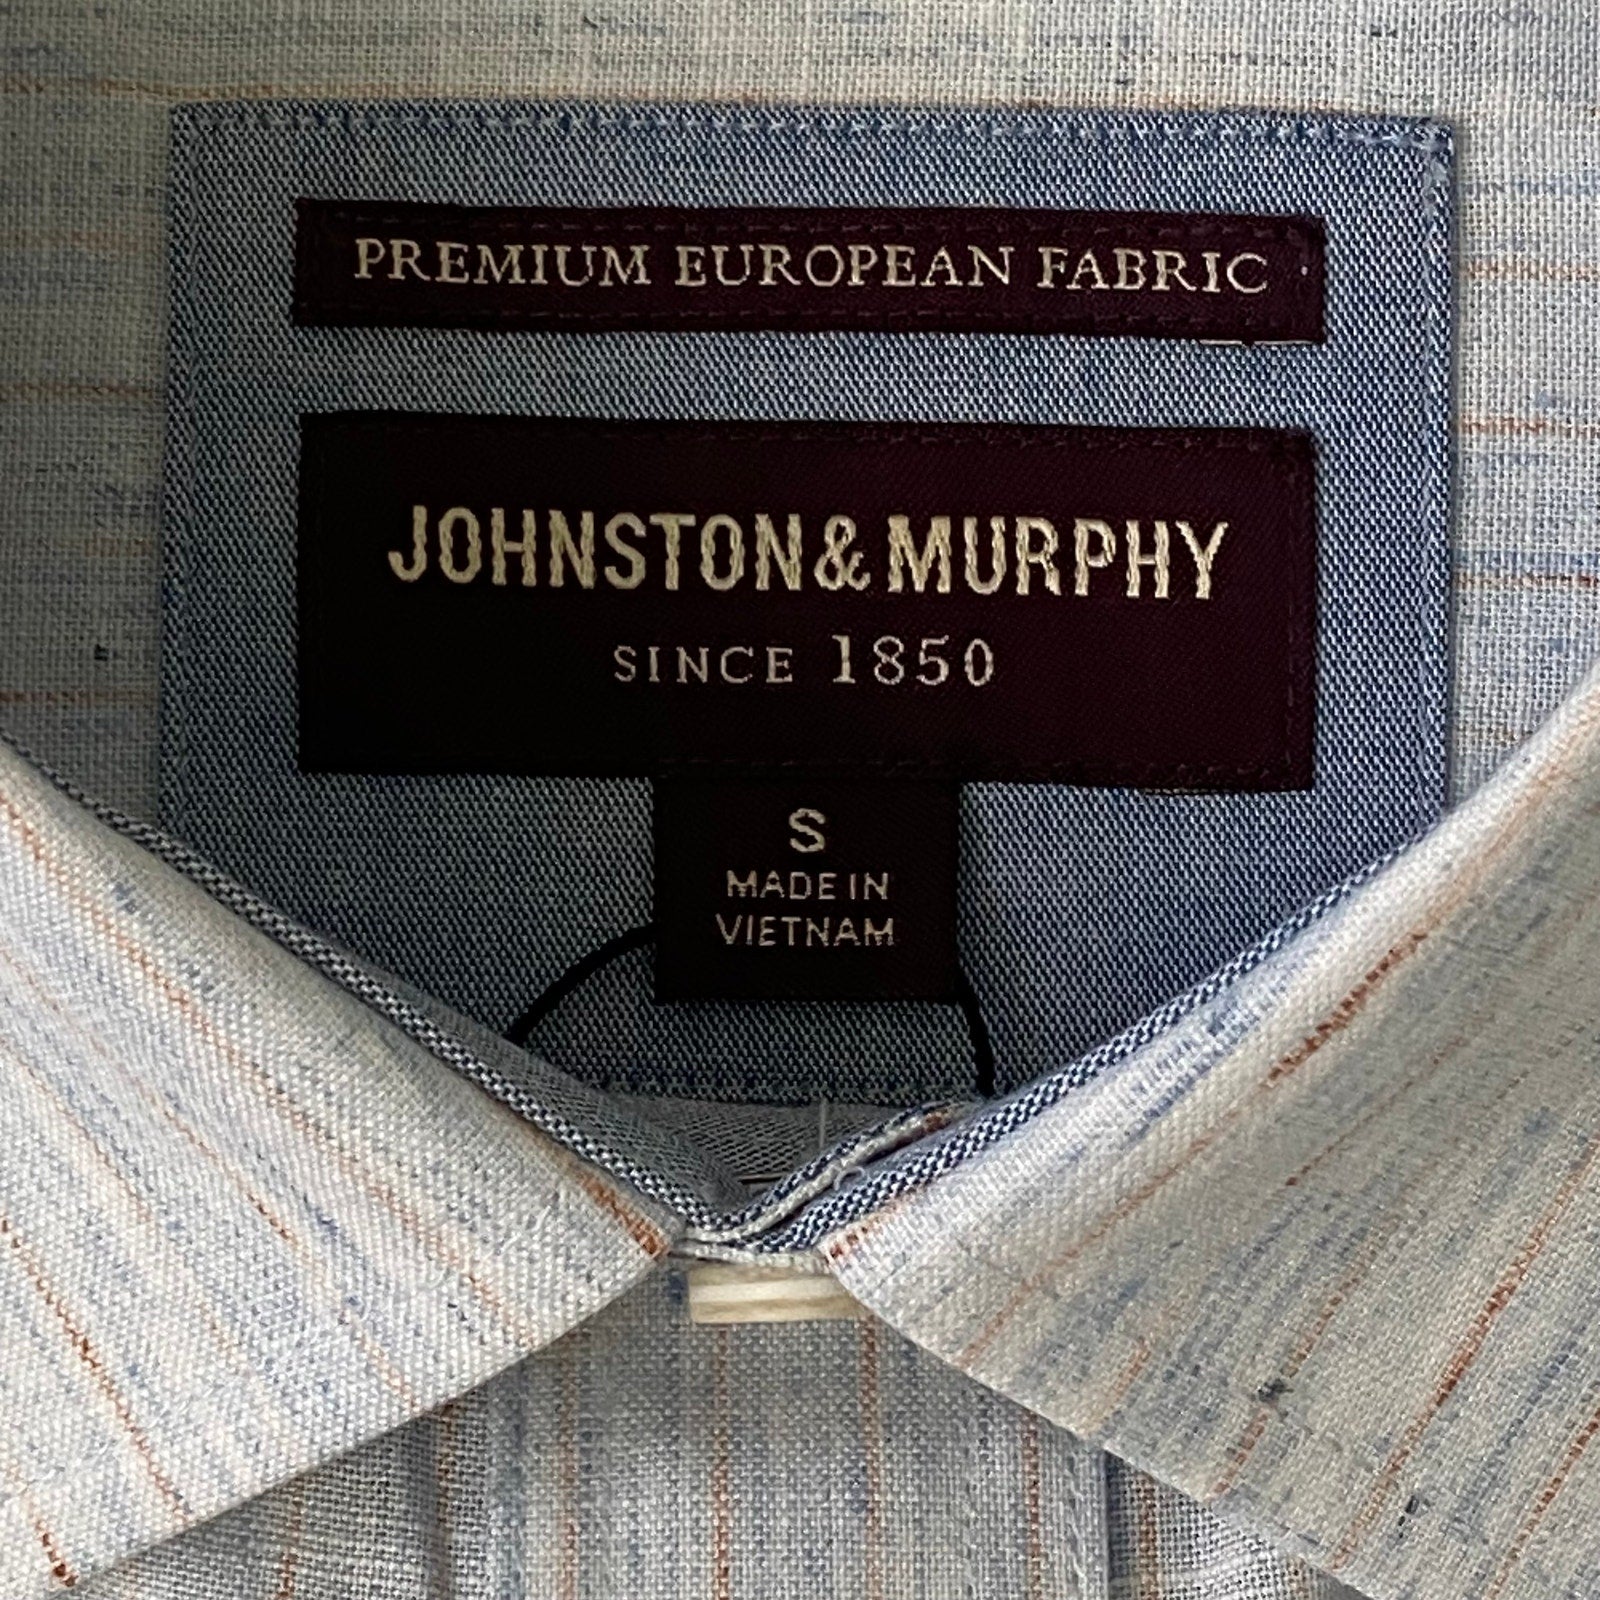 PREMIUM EUROPEAN FABRIC
JOHNSTON & MURPHY
SINCE 1850
S
MADE IN
VIETNAM